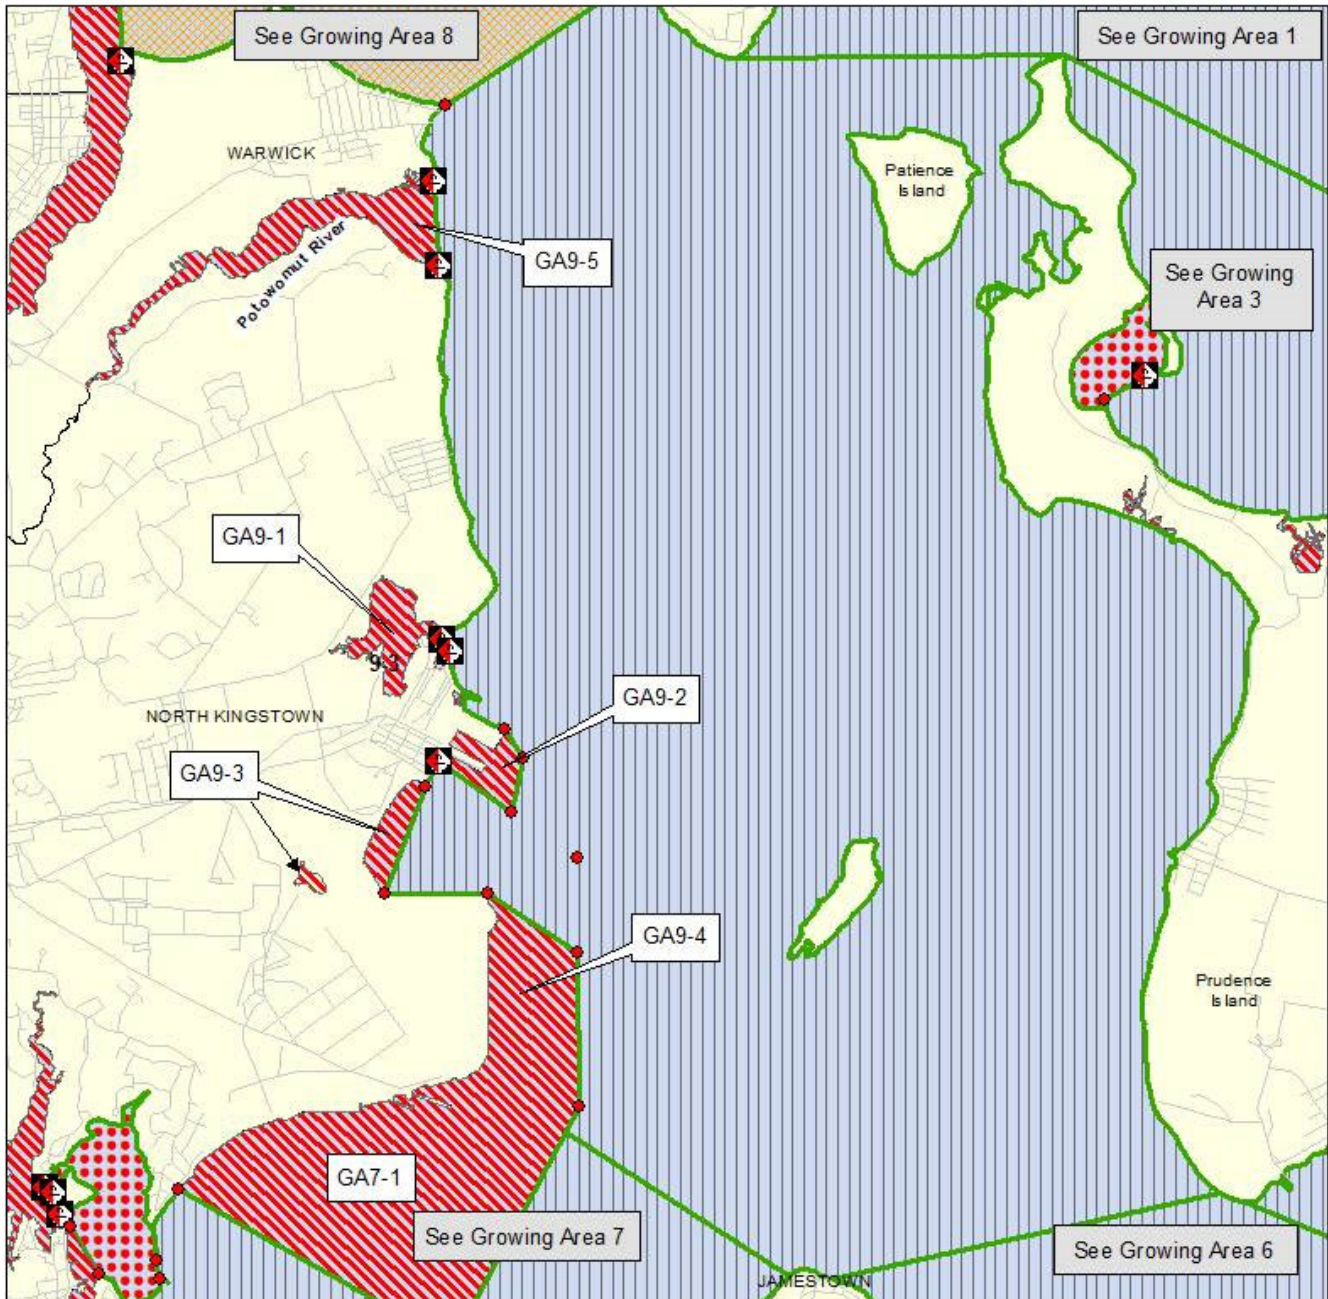 See Growing Area 8
See Growing Area 1
WARWICK
Patience
Island
GA9-5
See Growing
Area 3
Potowomut River
GA9-1
GA9-2
NORTH KINGSTOWN
GA9-3
GA9-4
Prudence
Island
GA7-1
See Growing Area 7
See Growing Area 6
JAMESTOWN